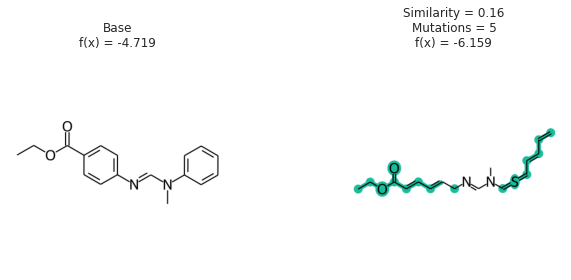 Base
f(x) = -4.719
Similarity = 0.16
Mutations = 5
f(x) = -6.159
O
O
N
N
O
O
N
N
S